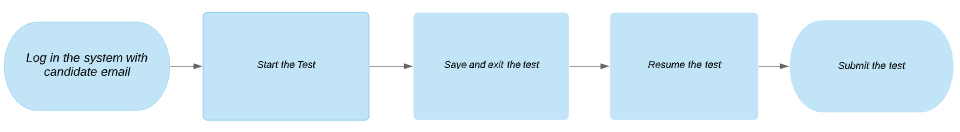 Log in the system with
candidate email
Start the Test
Save and exit the test
Resume the test
Submit the test